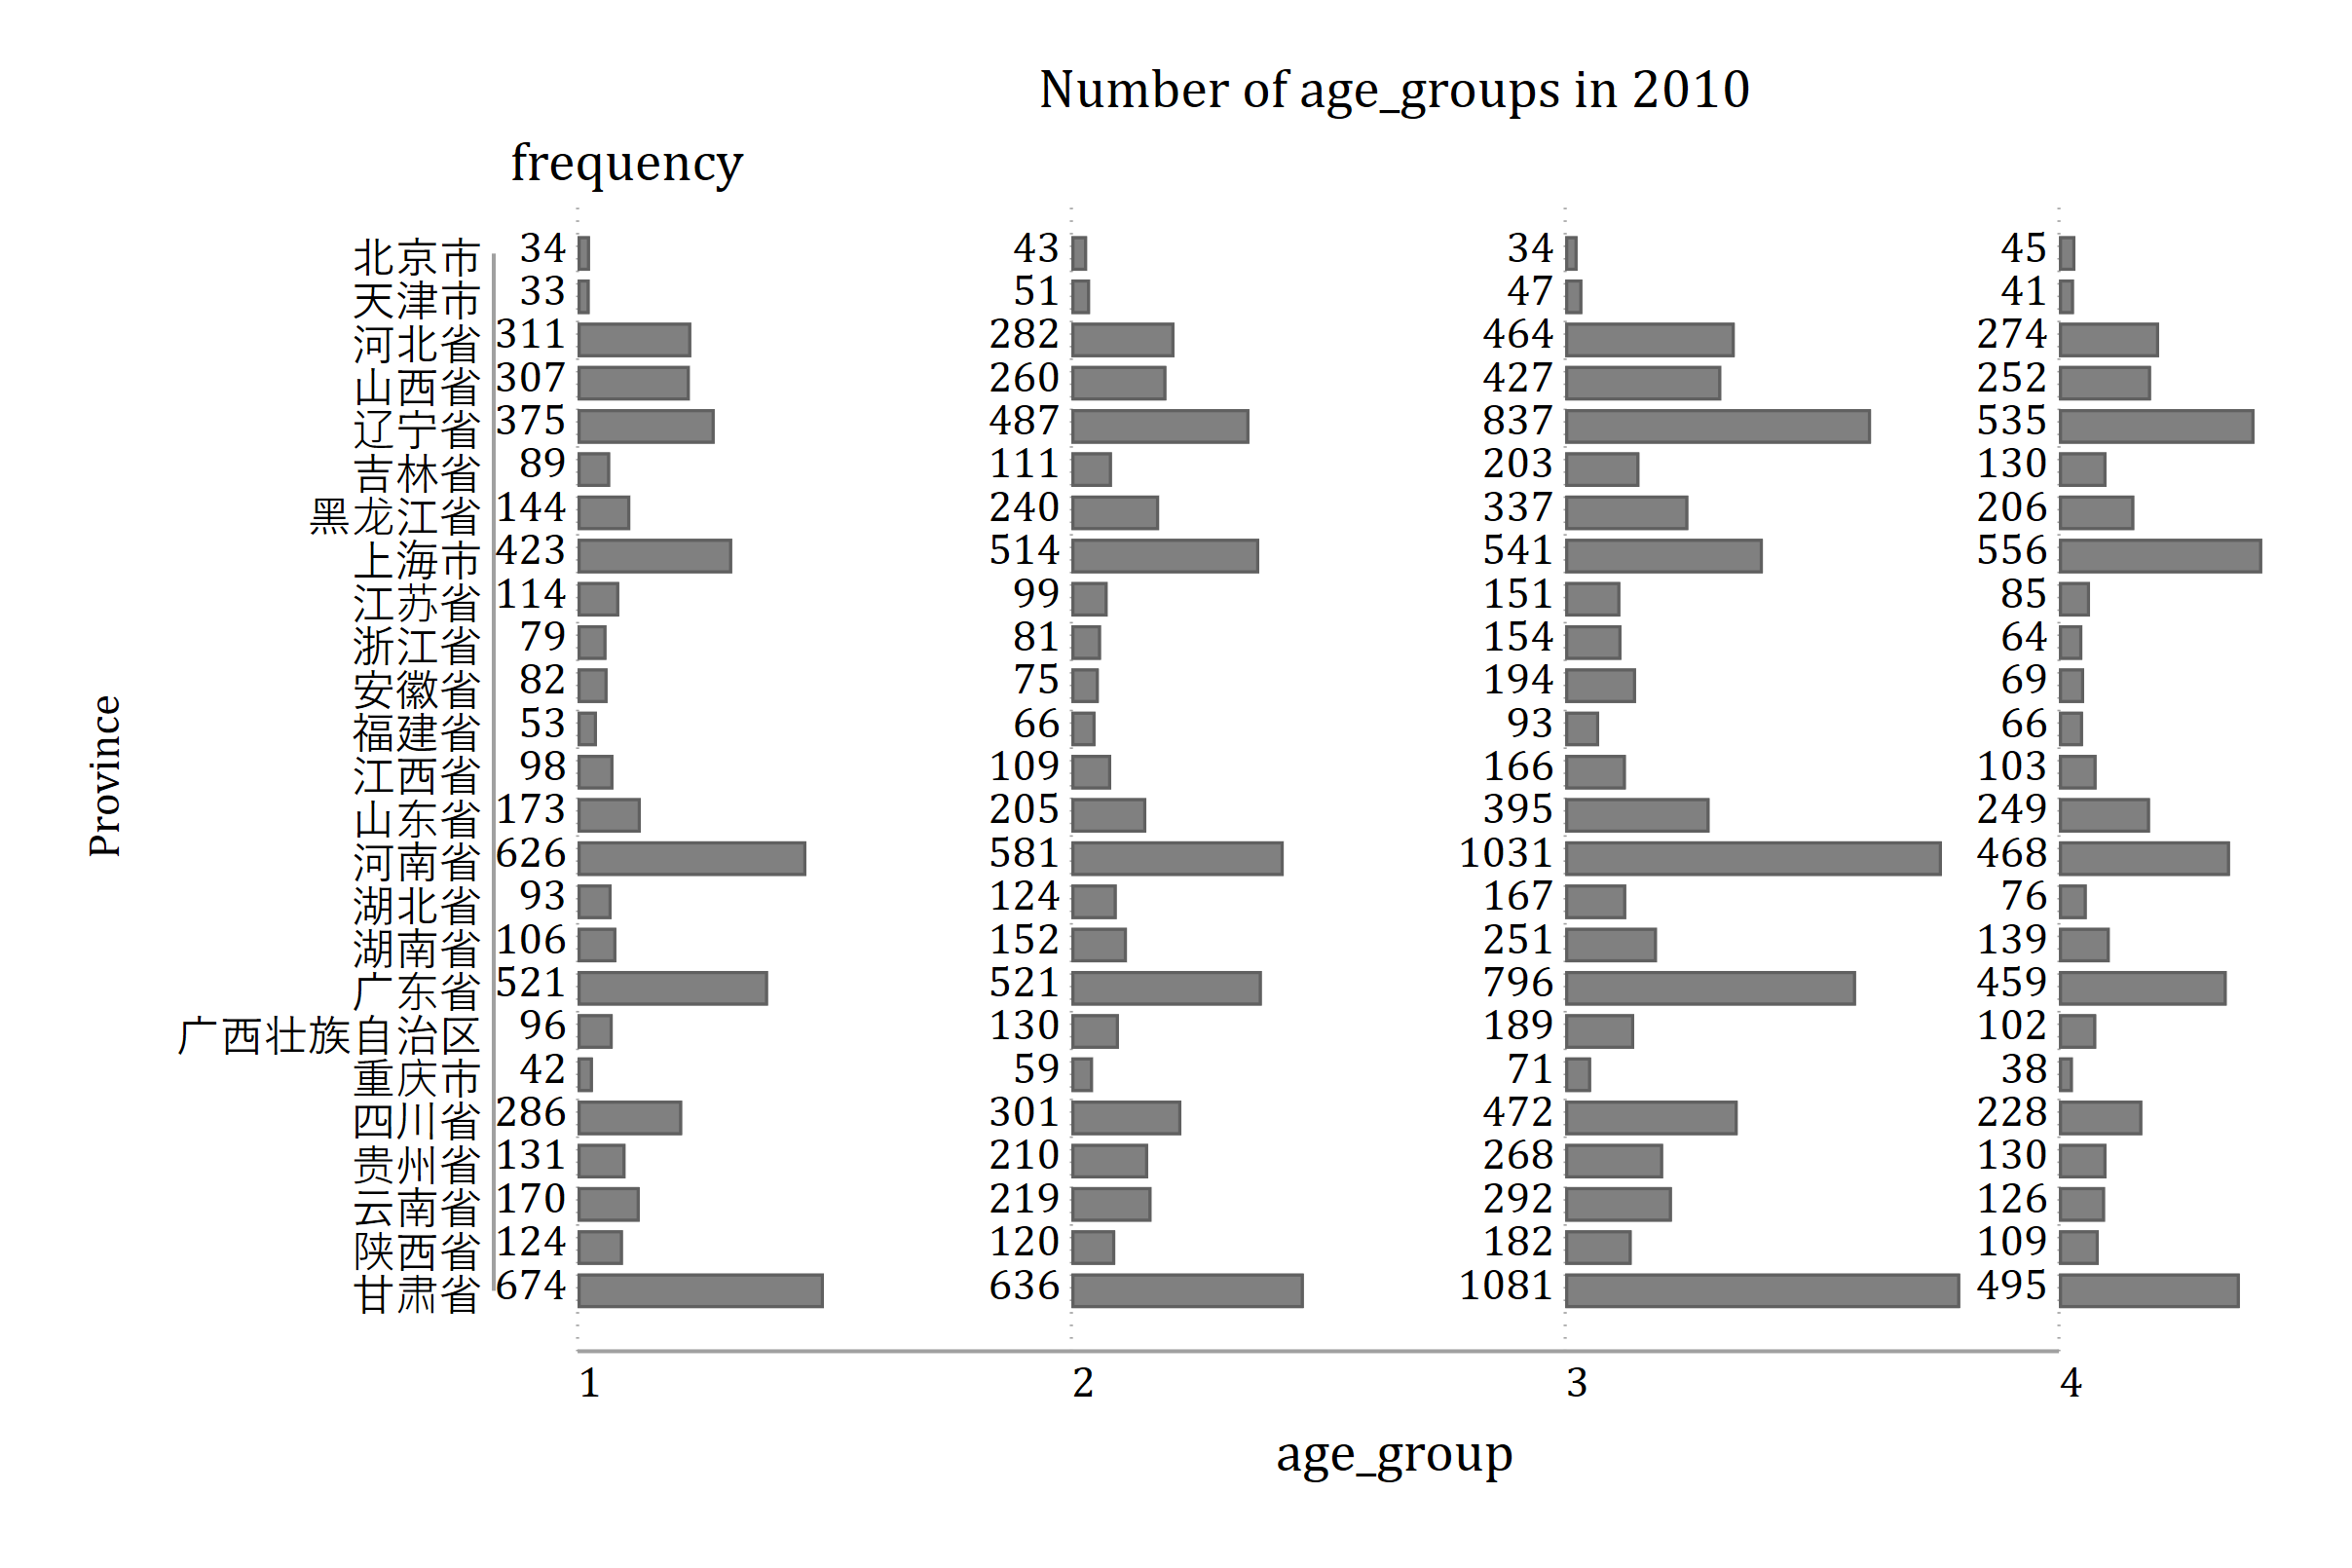 Number of age_groups in 2010
frequency
北京市 34 43 34 45
天津市 33 51 47 41
河北省 311 282 464 274
山西省 307 260 427 252
辽宁省 375 487 837 535
吉林省 89 111 203 130
黑龙江省 144 240 337 206
上海市 423 514 541 556
江苏省 114 99 151 85
浙江省 79 81 154 64
安徽省 82 75 194 69
福建省 53 66 93 66
江西省 98 109 166 103
山东省 173 205 395 249
河南省 626 581 1031 468
湖北省 93 124 167 76
湖南省 106 152 251 139
广东省 521 521 796 459
广西壮族自治区 96 130 189 102
重庆市 42 59 71 38
四川省 286 301 472 228
贵州省 131 210 268 130
云南省 170 219 292 126
陕西省 124 120 182 109
甘肃省 674 636 1081 495
Province
1 2 3 4
age_group